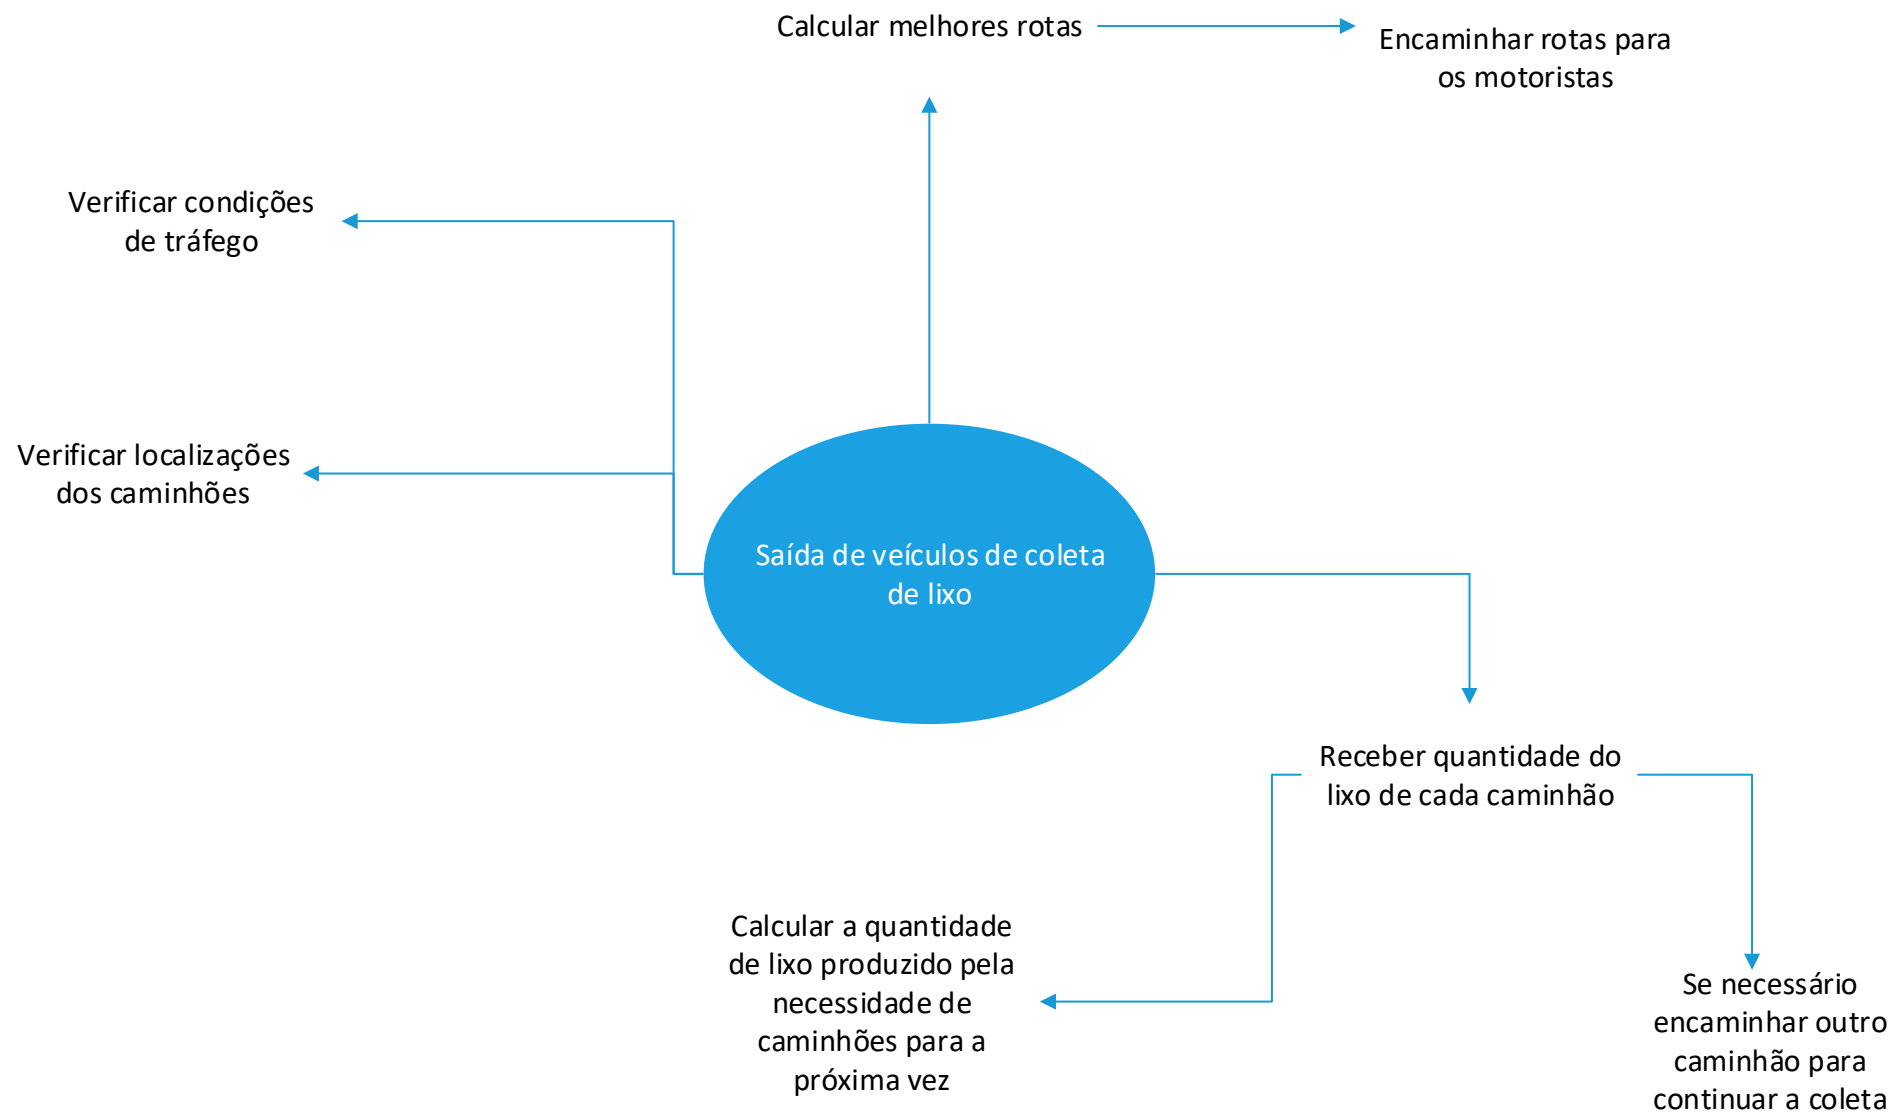 Calcular melhores rotas
Encaminhar rotas para
os motoristas
Verificar condições
de tráfego
Verificar localizações
dos caminhões
Saída de veículos de coleta
de lixo
Receber quantidade do
lixo de cada caminhão
Calcular a quantidade
de lixo produzido pela
necessidade de
caminhões para a
próxima vez
Se necessário
encaminhar outro
caminhão para
continuar a coleta